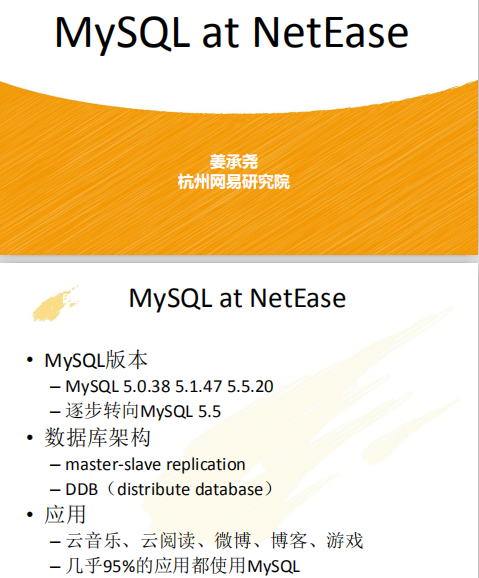 MySQL at NetEase
姜承尧
杭州网易研究院
MySQL at NetEase
• MySQL版本
– MySQL 5.0.38 5.1.47 5.5.20
– 逐步转向MySQL 5.5
• 数据库架构
– master-slave replication
– DDB（distribute database）
• 应用
– 云音乐、云阅读、微博、博客、游戏
– 几乎95%的应用都使用MySQL